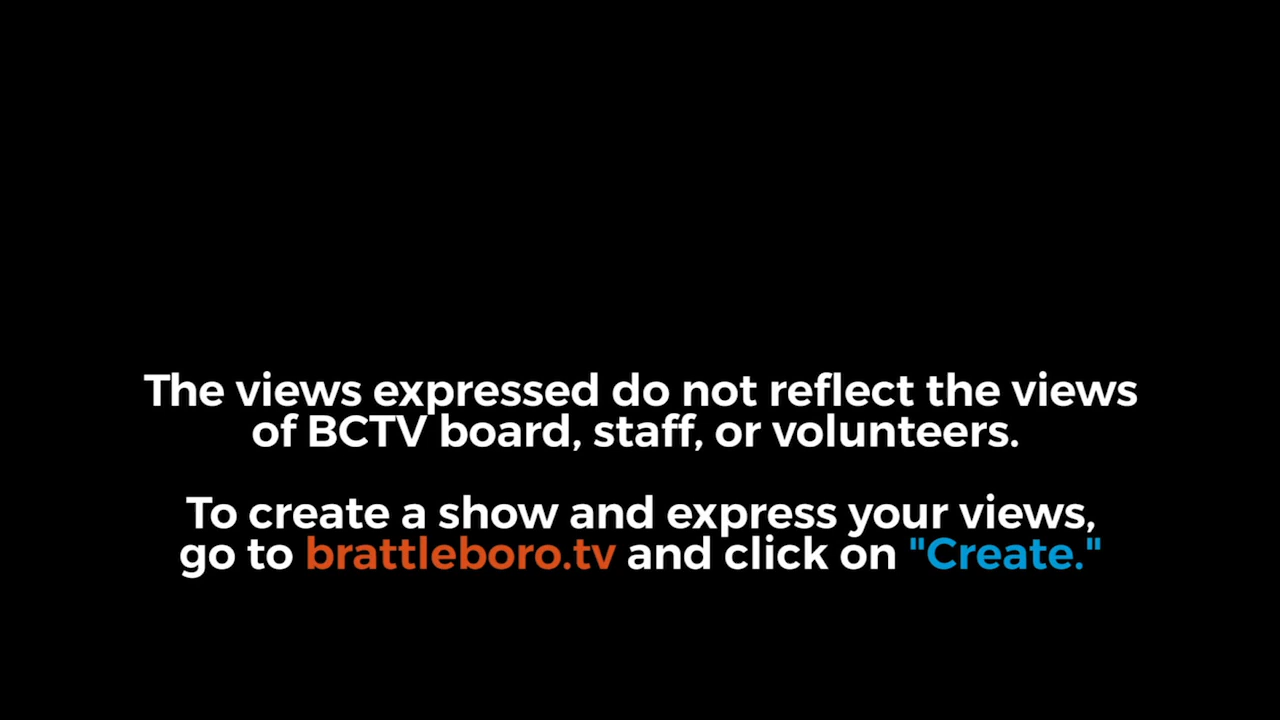 The views expressed do not reflect the views
of BCTV board, staff, or volunteers.
To create a show and express your views,
go to brattleboro.tv and click on "Create."